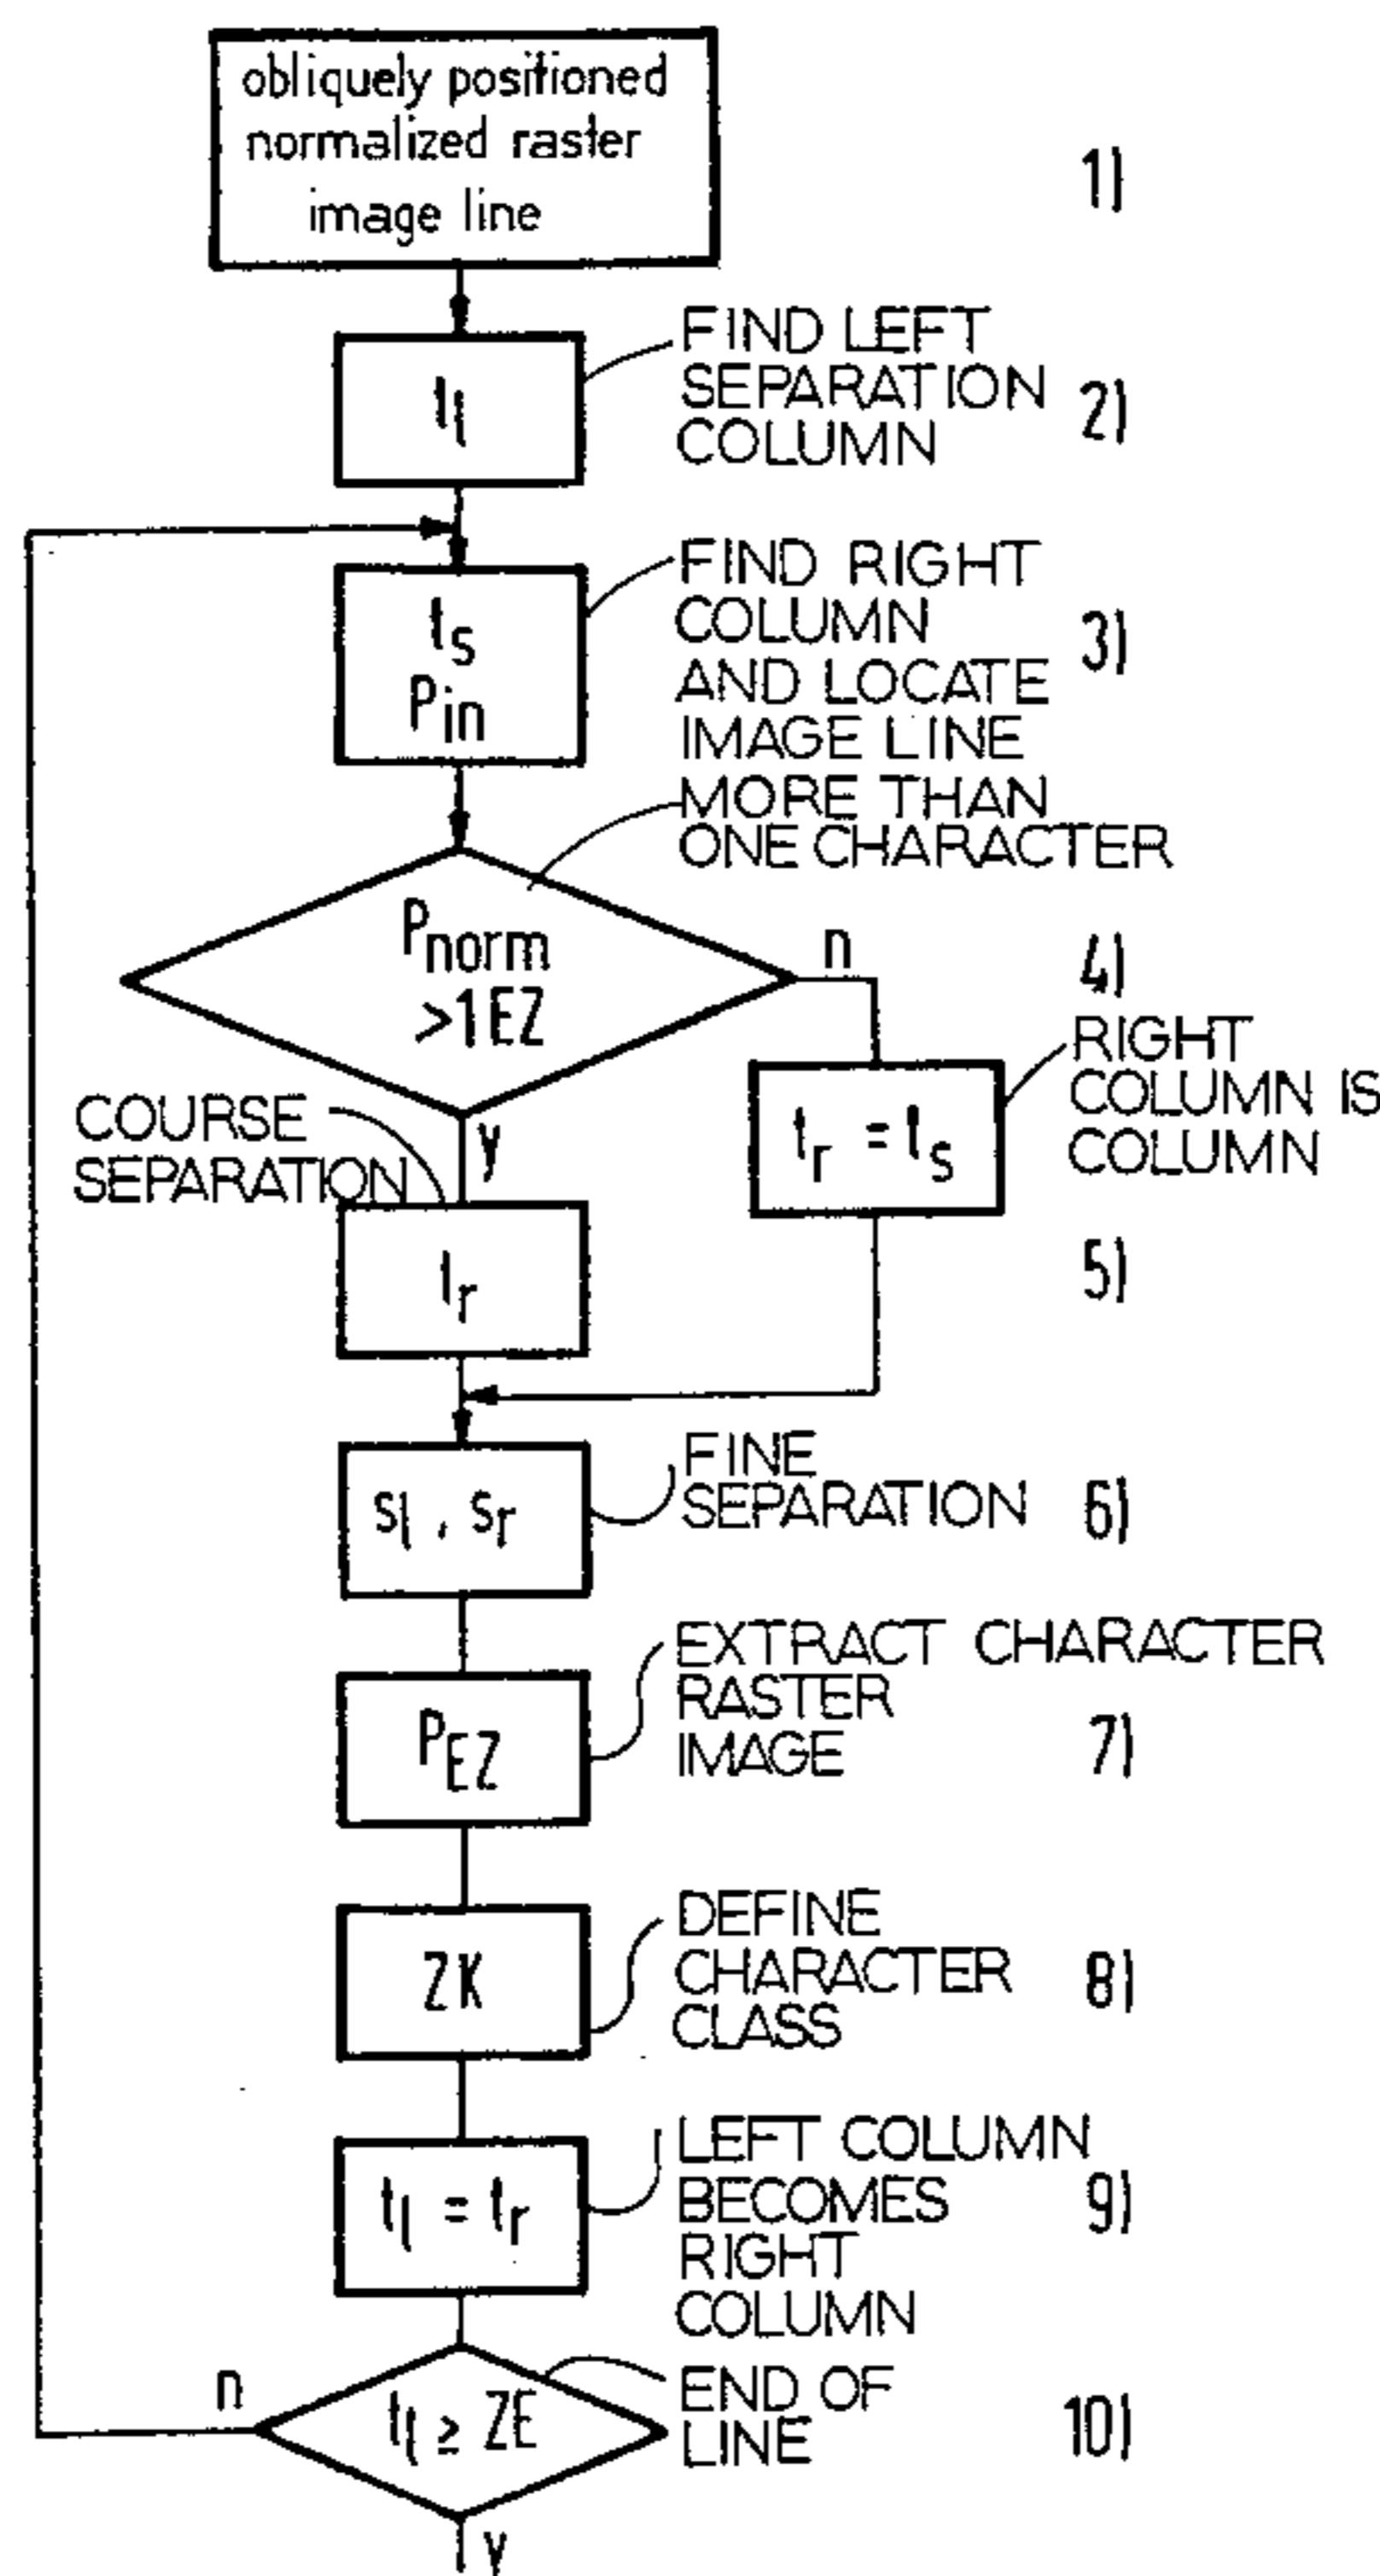 obliquely positioned
normalized raster
image line
1)
tl
FIND LEFT
SEPARATION
COLUMN
2)
ts
Pin
FIND RIGHT
COLUMN
AND LOCATE
IMAGE LINE
3)
MORE THAN
ONE CHARACTER
Pnorm
>1EZ
n
4)
y
RIGHT
COLUMN IS
COLUMN
tr = ts
COURSE
SEPARATION
tr
5)
sl, sr
FINE
SEPARATION
6)
PEZ
EXTRACT CHARACTER
RASTER
IMAGE
7)
ZK
DEFINE
CHARACTER
CLASS
8)
tl = tr
LEFT COLUMN
BECOMES
RIGHT
COLUMN
9)
n
tl ≥ ZE
END OF
LINE
10)
y